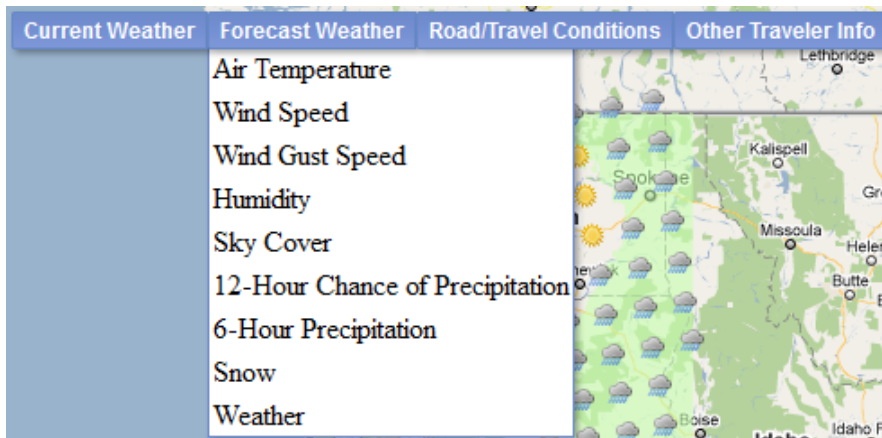 Current Weather Forecast Weather Road/Travel Conditions Other Traveler Info
Air Temperature
Wind Speed
Wind Gust Speed
Humidity
Sky Cover
12-Hour Chance of Precipitation
6-Hour Precipitation
Snow
Weather
Lethbridge
Kalispell
Spokane
Missoula
Butte
Boise
Idaho